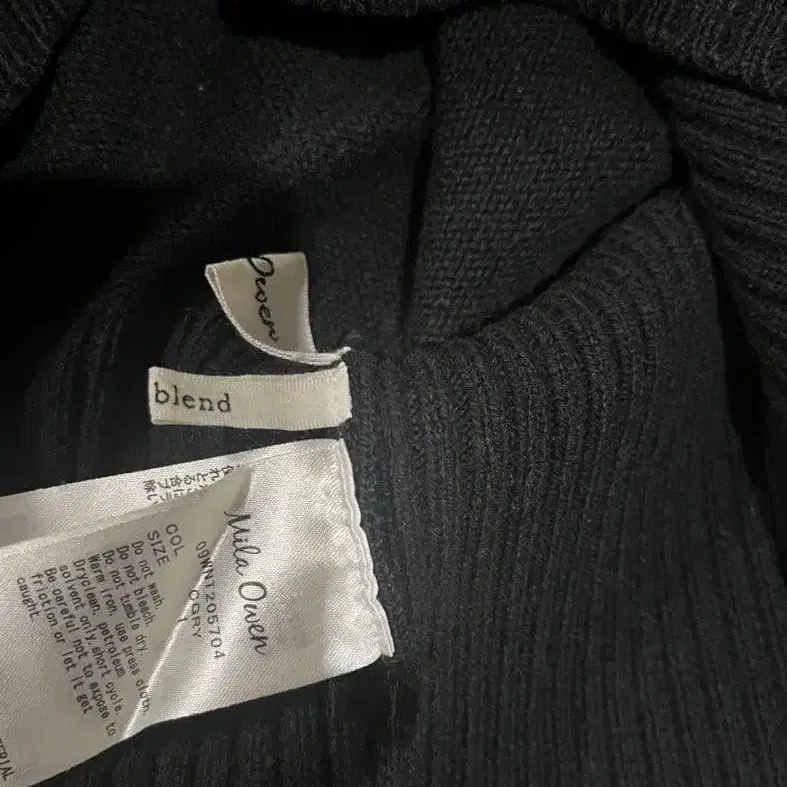 Owen
blend
Mila Owen
09WNT205704
COL CGRY
SIZE 1
Do not wash.
Do not bleach.
Do not tumble dry.
Warm iron, use press cloth.
Dryclean, petroleum
solvent only, short cycle.
Be careful not to expose to
friction or let it get
caught.